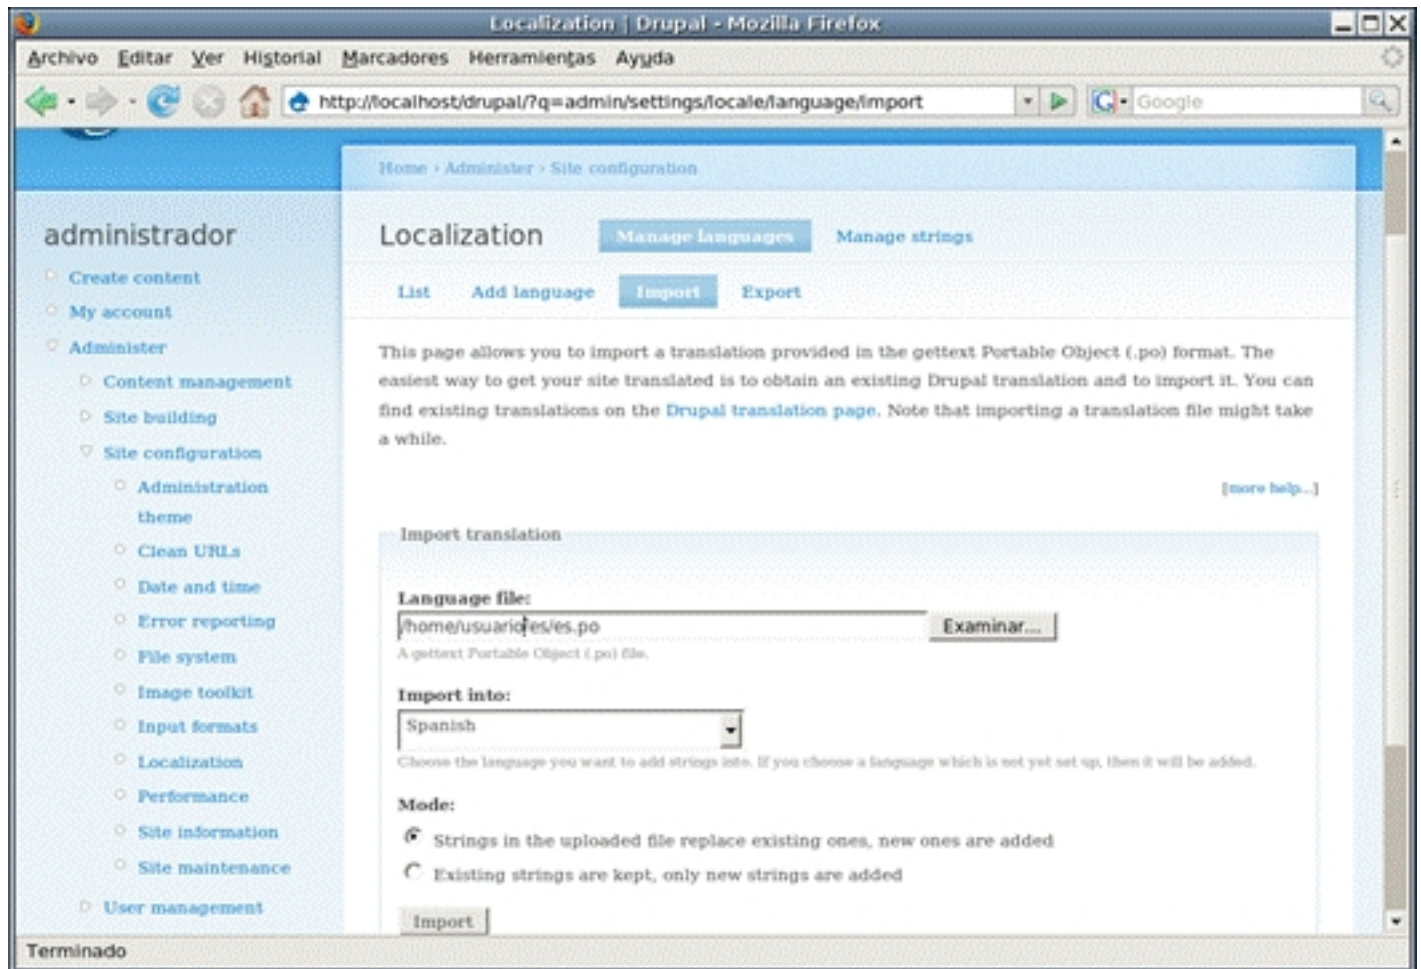 Localization | Drupal - Mozilla Firefox
Archivo Editar Ver Historial Marcadores Herramientas Ayuda
http://localhost/drupal/?q=admin/settings/locale/language/import
Google
Home › Administer › Site configuration
administrador
Create content
My account
Administer
Content management
Site building
Site configuration
Administration
theme
Clean URLs
Date and time
Error reporting
File system
Image toolkit
Input formats
Localization
Performance
Site information
Site maintenance
User management
Localization Manage languages Manage strings
List Add language Import Export
This page allows you to import a translation provided in the gettext Portable Object (.po) format. The
easiest way to get your site translated is to obtain an existing Drupal translation and to import it. You can
find existing translations on the Drupal translation page. Note that importing a translation file might take
a while.
[more help...]
Import translation
Language file:
/home/usuario/es/es.po Examinar...
A gettext Portable Object (.po) file.
Import into:
Spanish
Choose the language you want to add strings into. If you choose a language which is not yet set up, then it will be added.
Mode:
Strings in the uploaded file replace existing ones, new ones are added
Existing strings are kept, only new strings are added
Import
Terminado